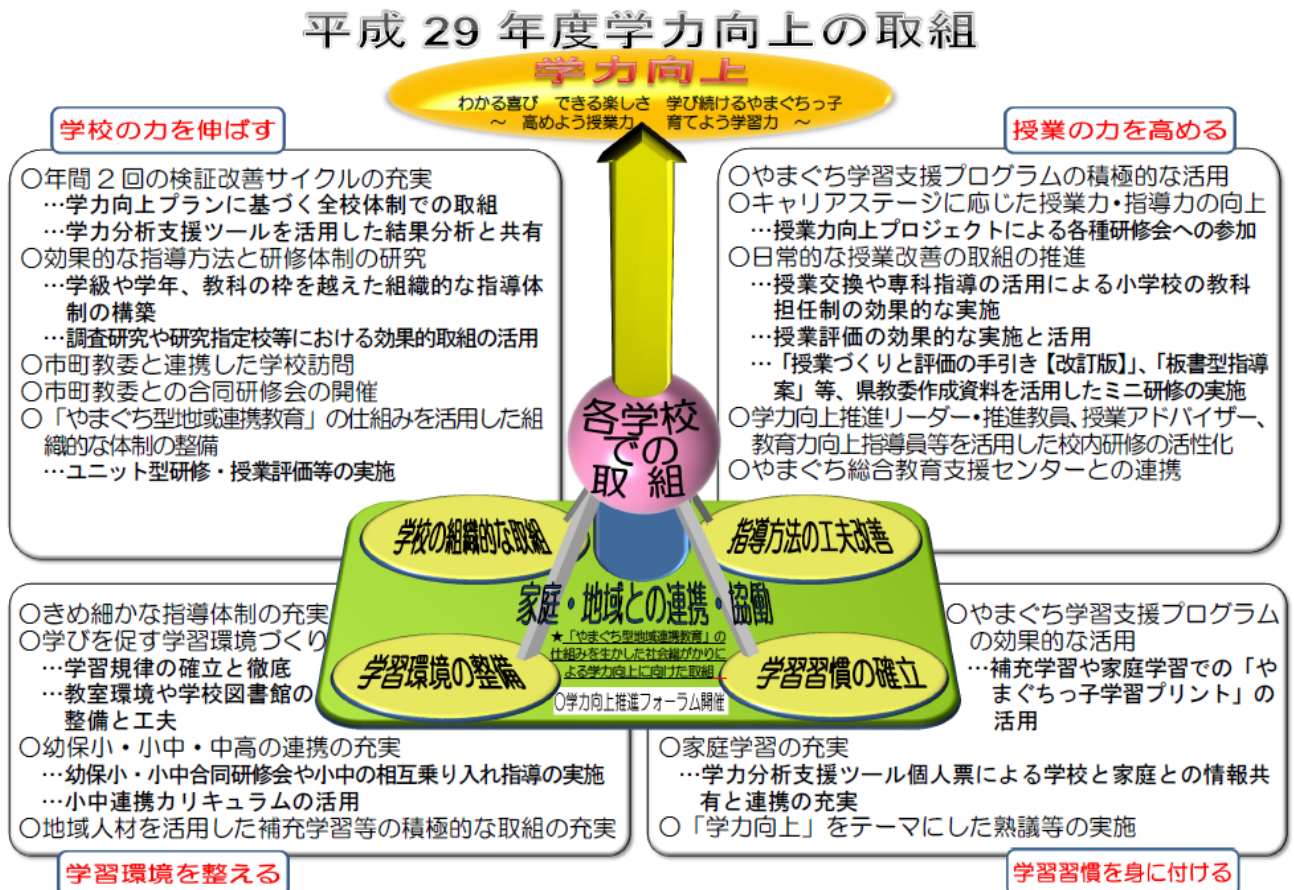 平成 29 年度学力向上の取組
学力向上
わかる喜び　できる楽しさ　学び続けるやまぐちっ子
～　高めよう授業力　育てよう学習力　～
学校の力を伸ばす
○年間２回の検証改善サイクルの充実
…学力向上プランに基づく全校体制での取組
…学力分析支援ツールを活用した結果分析と共有
○効果的な指導方法と研修体制の研究
…学級や学年、教科の枠を越えた組織的な指導体
制の構築
…調査研究や研究指定校等における効果的取組の活用
○市町教委と連携した学校訪問
○市町教委との合同研修会の開催
○「やまぐち型地域連携教育」の仕組みを活用した組
織的な体制の整備
…ユニット型研修・授業評価等の実施
授業の力を高める
○やまぐち学習支援プログラムの積極的な活用
○キャリアステージに応じた授業力・指導力の向上
…授業力向上プロジェクトによる各種研修会への参加
○日常的な授業改善の取組の推進
…授業交換や専科指導の活用による小学校の教科
担任制の効果的な実施
…授業評価の効果的な実施と活用
…「授業づくりと評価の手引き【改訂版】」、「板書型指導
案」等、県教委作成資料を活用したミニ研修の実施
○学力向上推進リーダー・推進教員、授業アドバイザー、
教育力向上指導員等を活用した校内研修の活性化
○やまぐち総合教育支援センターとの連携
各学校
での
取組
学校の組織的な取組
指導方法の工夫改善
家庭・地域との連携・協働
★「やまぐち型地域連携教育」の
仕組みを生かした社会総がかりに
よる学力向上に向けた取組
○学力向上推進フォーラム開催
学習環境の整備
学習習慣の確立
○きめ細かな指導体制の充実
○学びを促す学習環境づくり
…学習規律の確立と徹底
…教室環境や学校図書館の
整備と工夫
○幼保小・小中・中高の連携の充実
…幼保小・小中合同研修会や小中の相互乗り入れ指導の実施
…小中連携カリキュラムの活用
○地域人材を活用した補充学習等の積極的な取組の充実
学習環境を整える
○やまぐち学習支援プログラム
の効果的な活用
…補充学習や家庭学習での「や
まぐちっ子学習プリント」の
活用
○家庭学習の充実
…学力分析支援ツール個人票による学校と家庭との情報共
有と連携の充実
○「学力向上」をテーマにした熟議等の実施
学習習慣を身に付ける